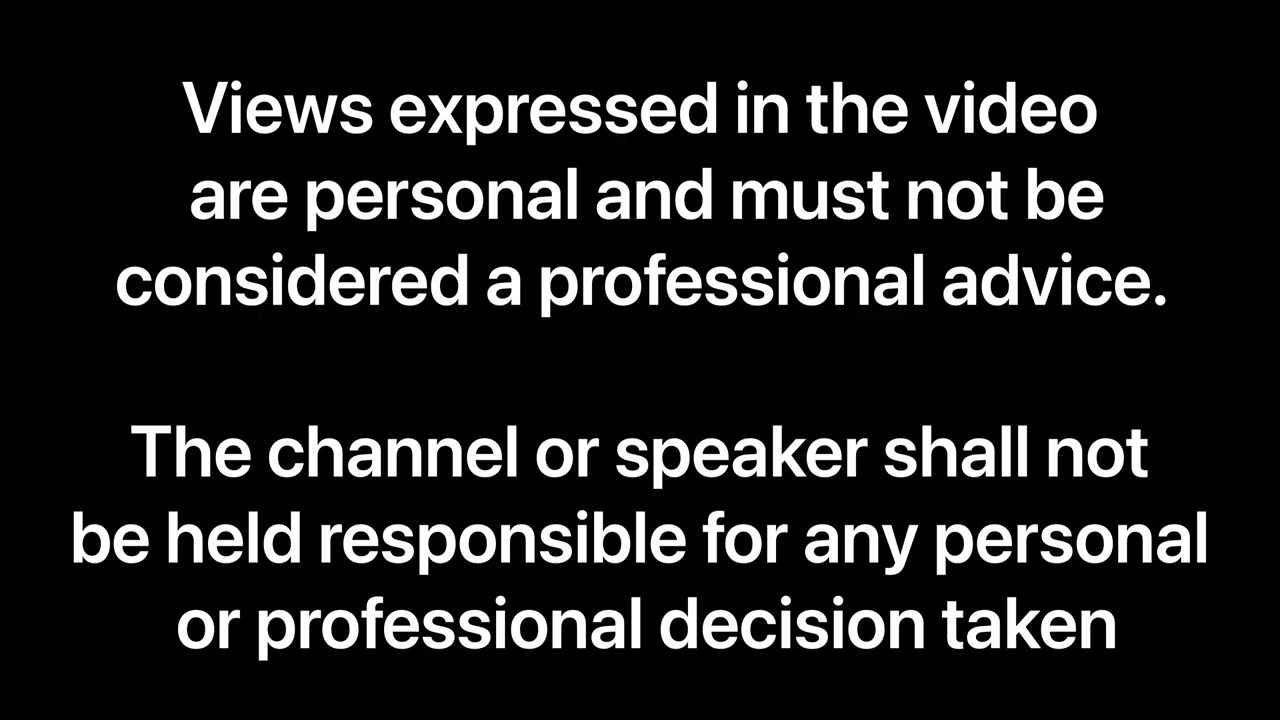 Views expressed in the video
are personal and must not be
considered a professional advice.
The channel or speaker shall not
be held responsible for any personal
or professional decision taken